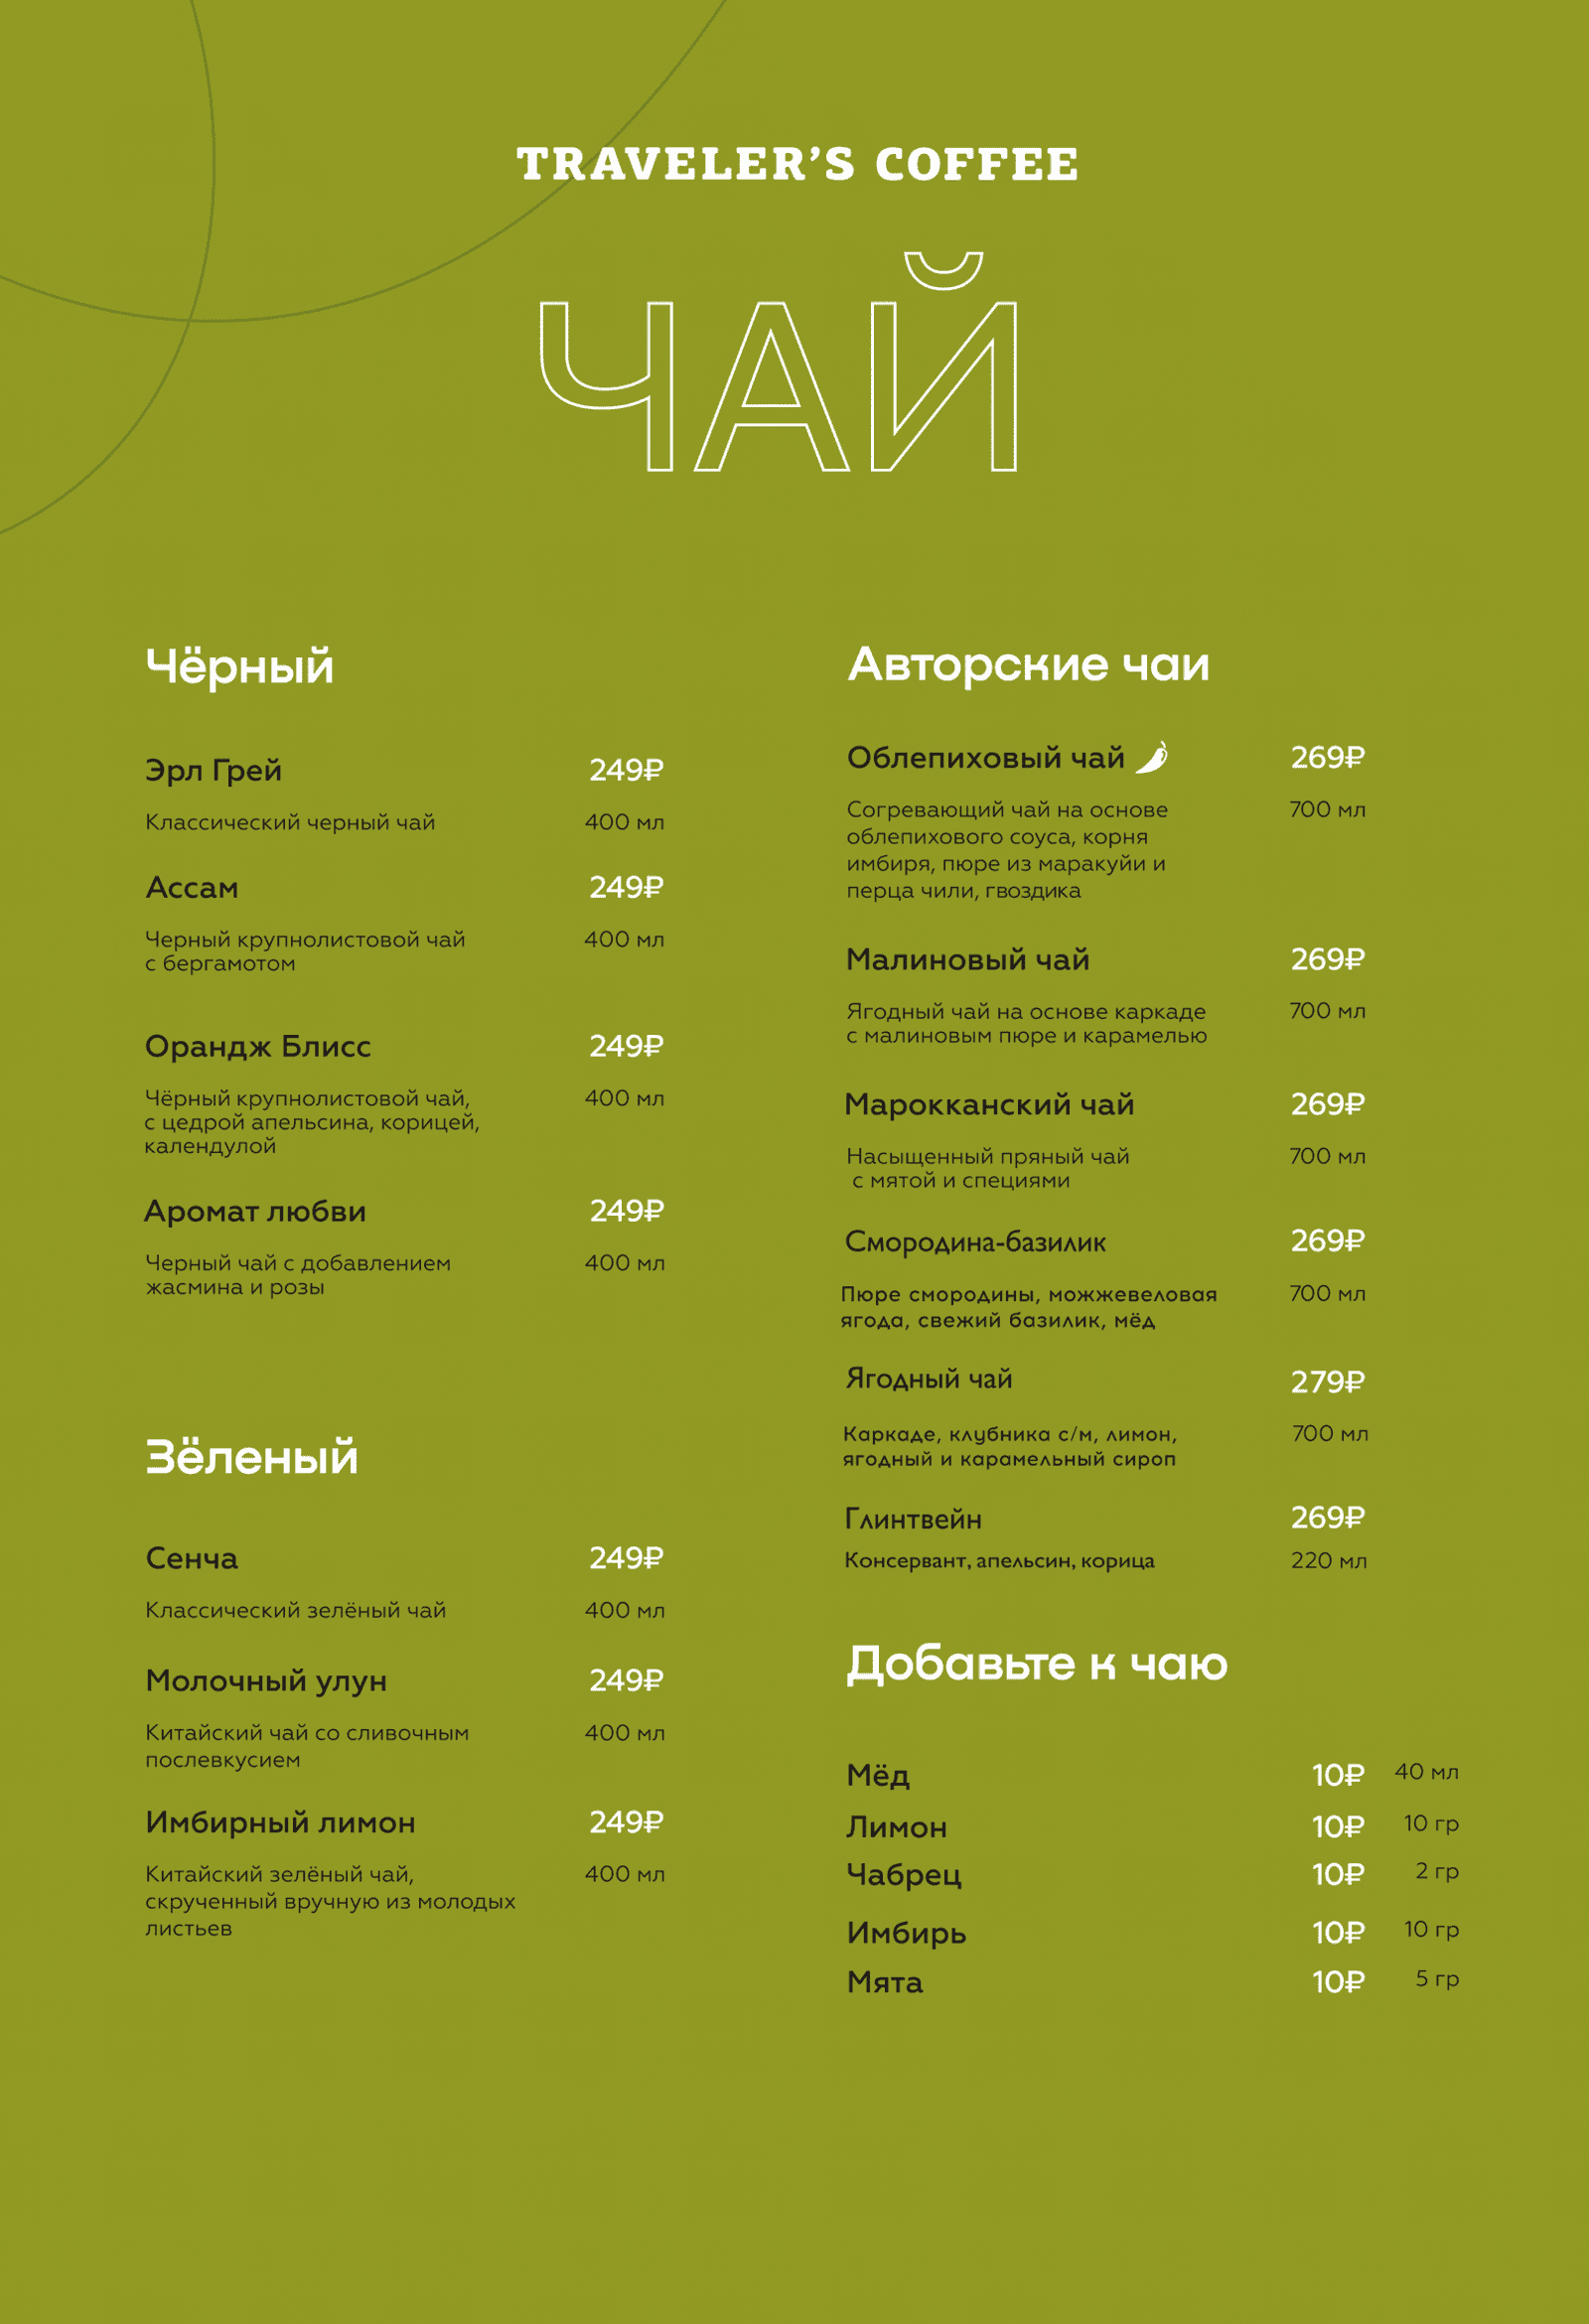 TRAVELER'S COFFEE
ЧАЙ
Чёрный
Эрл Грей 249₽
Классический черный чай 400 мл
Ассам 249₽
Черный крупнолистовой чай 400 мл
с бергамотом
Орандж Блисс 249₽
Чёрный крупнолистовой чай, 400 мл
с цедрой апельсина, корицей,
календулой
Аромат любви 249₽
Черный чай с добавлением 400 мл
жасмина и розы
Зёленый
Сенча 249₽
Классический зелёный чай 400 мл
Молочный улун 249₽
Китайский чай со сливочным 400 мл
послевкусием
Имбирный лимон 249₽
Китайский зелёный чай, 400 мл
скрученный вручную из молодых
листьев
Авторские чаи
Облепиховый чай 269₽
Согревающий чай на основе 700 мл
облепихового соуса, корня
имбиря, пюре из маракуйи и
перца чили, гвоздика
Малиновый чай 269₽
Ягодный чай на основе каркаде 700 мл
с малиновым пюре и карамелью
Марокканский чай 269₽
Насыщенный пряный чай 700 мл
с мятой и специями
Смородина-базилик 269₽
Пюре смородины, можжевеловая 700 мл
ягода, свежий базилик, мёд
Ягодный чай 279₽
Каркаде, клубника с/м, лимон, 700 мл
ягодный и карамельный сироп
Глинтвейн 269₽
Консервант, апельсин, корица 220 мл
Добавьте к чаю
Мёд 10₽ 40 мл
Лимон 10₽ 10 гр
Чабрец 10₽ 2 гр
Имбирь 10₽ 10 гр
Мята 10₽ 5 гр